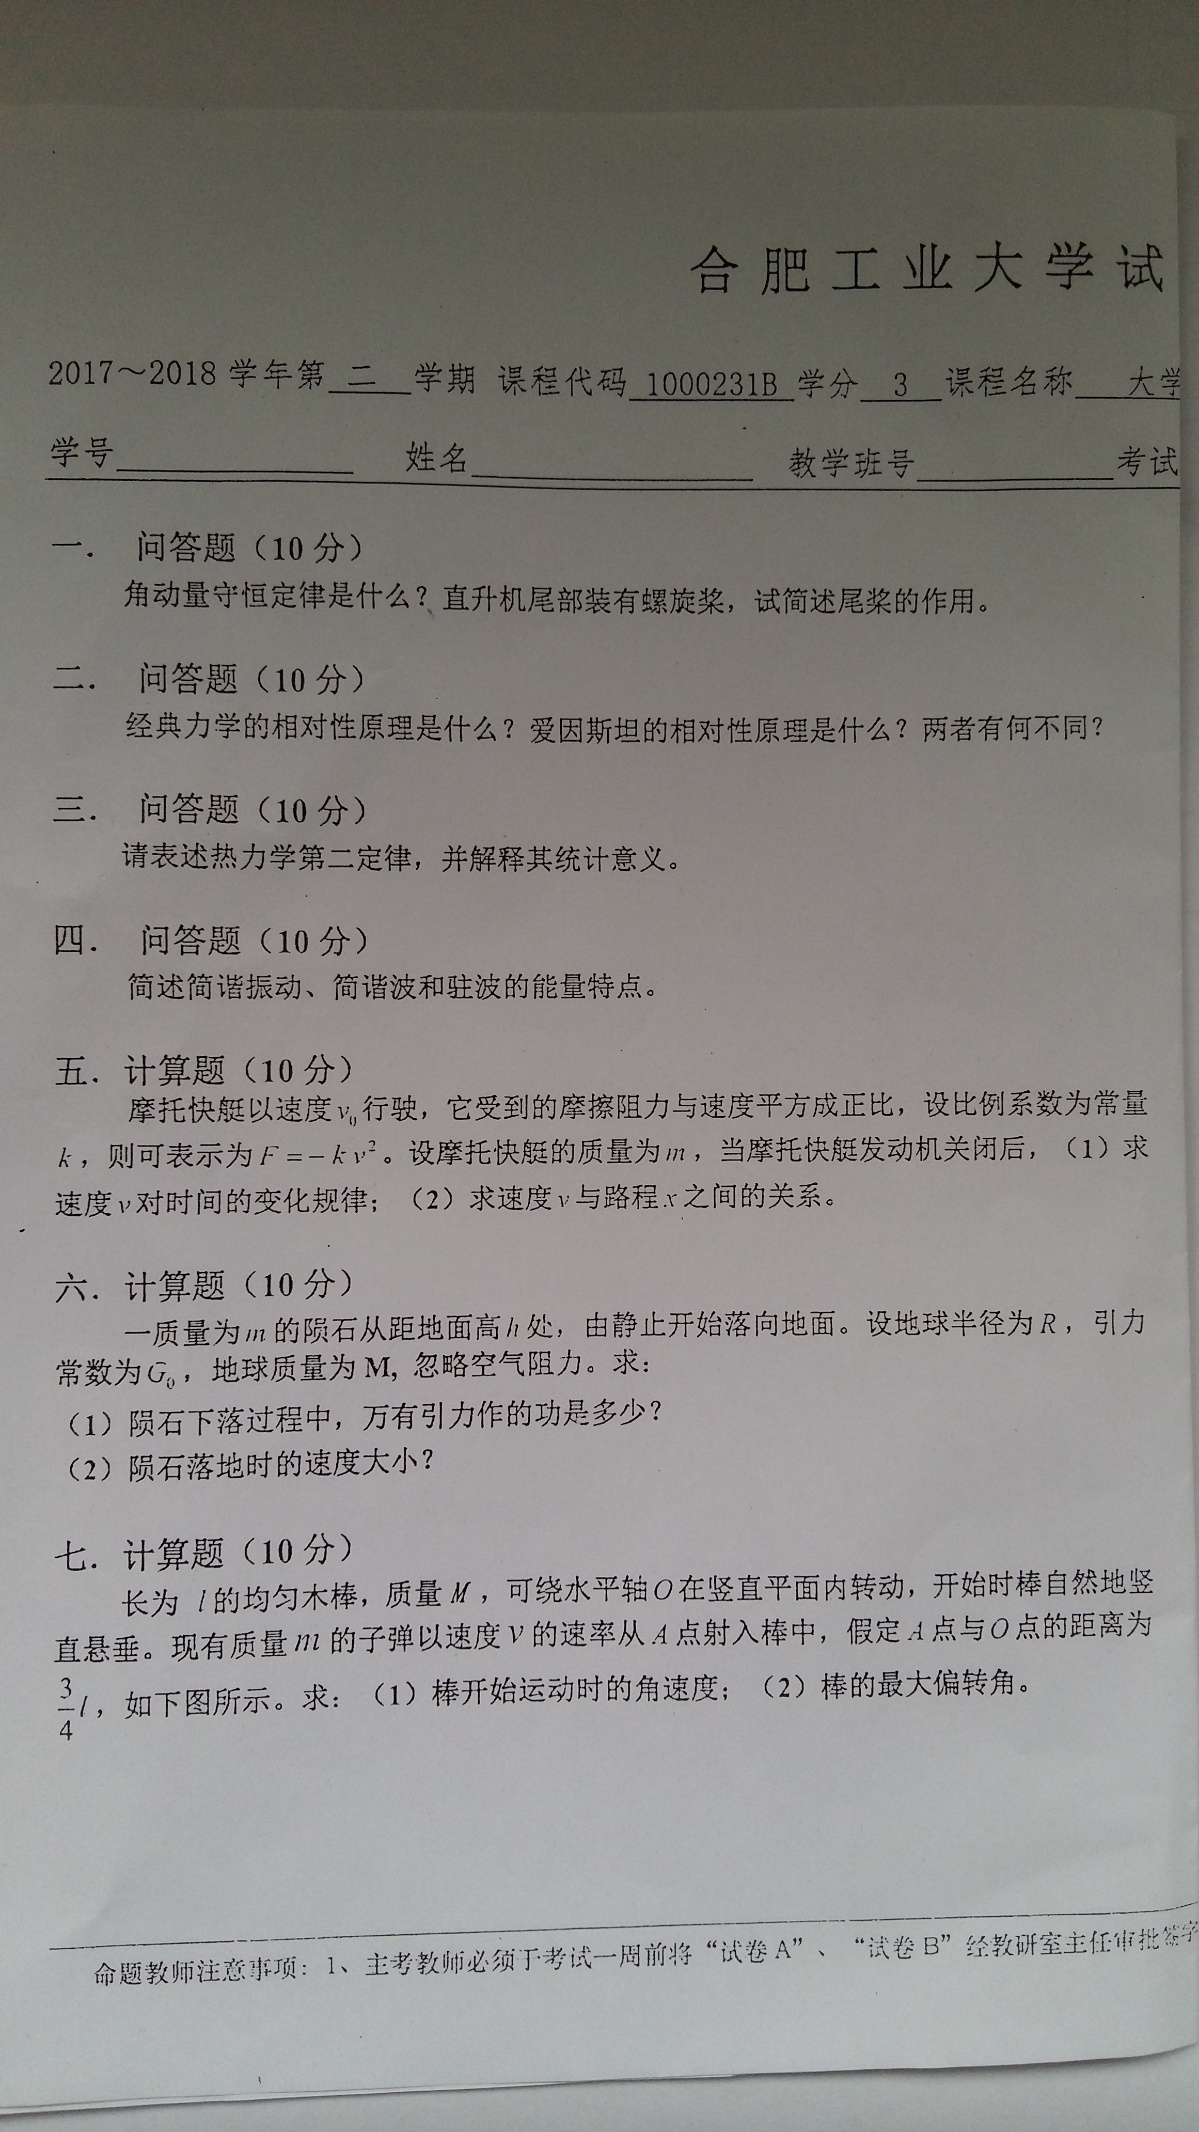 合肥工业大学试
2017～2018 学年第 二 学期 课程代码 1000231B 学分 3 课程名称 大学
学号 姓名 教学班号 考试
一． 问答题（10 分）
角动量守恒定律是什么？直升机尾部装有螺旋桨，试简述尾桨的作用。
二． 问答题（10 分）
经典力学的相对性原理是什么？爱因斯坦的相对性原理是什么？两者有何不同？
三． 问答题（10 分）
请表述热力学第二定律，并解释其统计意义。
四． 问答题（10 分）
简述简谐振动、简谐波和驻波的能量特点。
五．计算题（10 分）
摩托快艇以速度 v₀ 行驶，它受到的摩擦阻力与速度平方成正比，设比例系数为常量
k，则可表示为 F = − k v²。设摩托快艇的质量为 m，当摩托快艇发动机关闭后，（1）求
速度 v 对时间的变化规律；（2）求速度 v 与路程 x 之间的关系。
六．计算题（10 分）
一质量为 m 的陨石从距地面高 h 处，由静止开始落向地面。设地球半径为 R，引力
常数为 G₀，地球质量为 M, 忽略空气阻力。求：
（1）陨石下落过程中，万有引力作的功是多少？
（2）陨石落地时的速度大小？
七．计算题（10 分）
长为 l 的均匀木棒，质量 M，可绕水平轴 O 在竖直平面内转动，开始时棒自然地竖
直悬垂。现有质量 m 的子弹以速度 v 的速率从 A 点射入棒中，假定 A 点与 O 点的距离为
3/4 l，如下图所示。求：（1）棒开始运动时的角速度；（2）棒的最大偏转角。
命题教师注意事项：1、主考教师必须于考试一周前将“试卷 A”、“试卷 B”经教研室主任审批签字